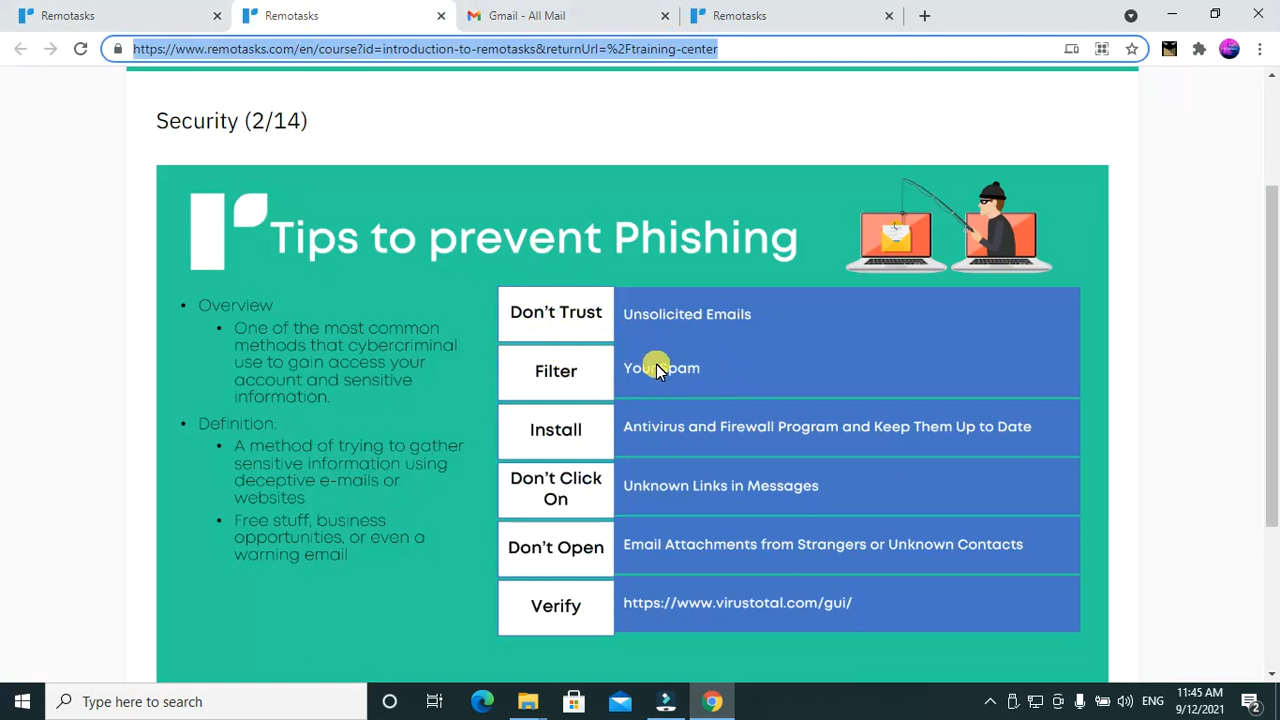 Remotasks
Remotasks
Gmail - All Mail
Remotasks
https://www.remotasks.com/en/course?id=introduction-to-remotasks&returnUrl=%2Ftraining-center
Security (2/14)
Tips to prevent Phishing
• Overview
• One of the most common
methods that cybercriminal
use to gain access your
account and sensitive
information.
• Definition:
• A method of trying to gather
sensitive information using
deceptive e-mails or
websites
• Free stuff, business
opportunities, or even a
warning email
Don't Trust
Unsolicited Emails
Filter
Your Spam
Install
Antivirus and Firewall Program and Keep Them Up to Date
Don't Click
On
Unknown Links in Messages
Don't Open
Email Attachments from Strangers or Unknown Contacts
Verify
https://www.virustotal.com/gui/
Type here to search
ENG
11:45 AM
9/12/2021
2